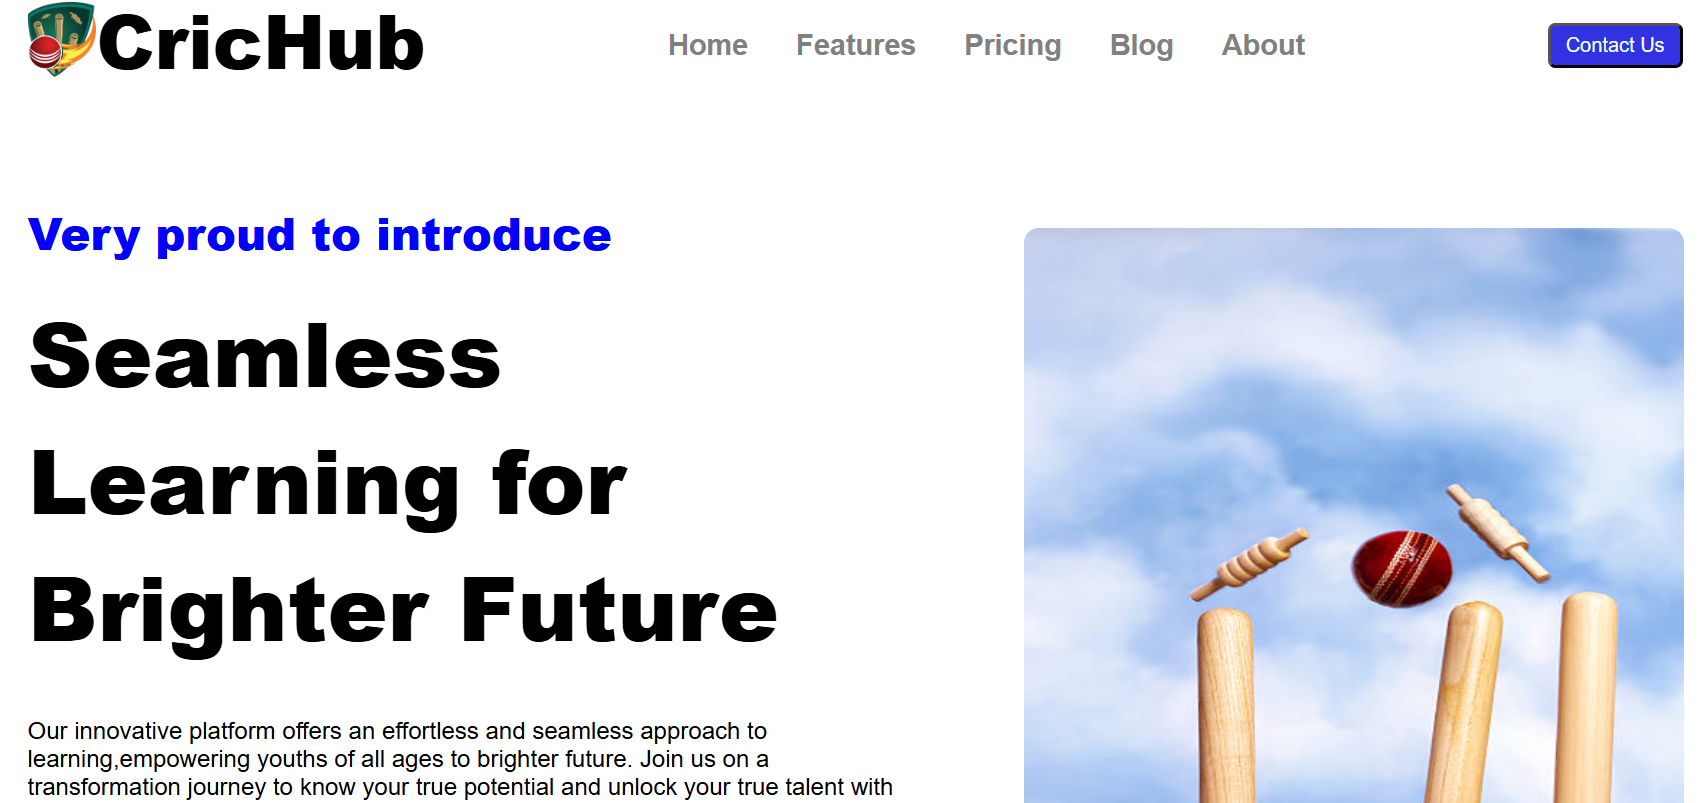 CricHub
Home Features Pricing Blog About
Contact Us
Very proud to introduce
Seamless
Learning for
Brighter Future
Our innovative platform offers an effortless and seamless approach to
learning,empowering youths of all ages to brighter future. Join us on a
transformation journey to know your true potential and unlock your true talent with